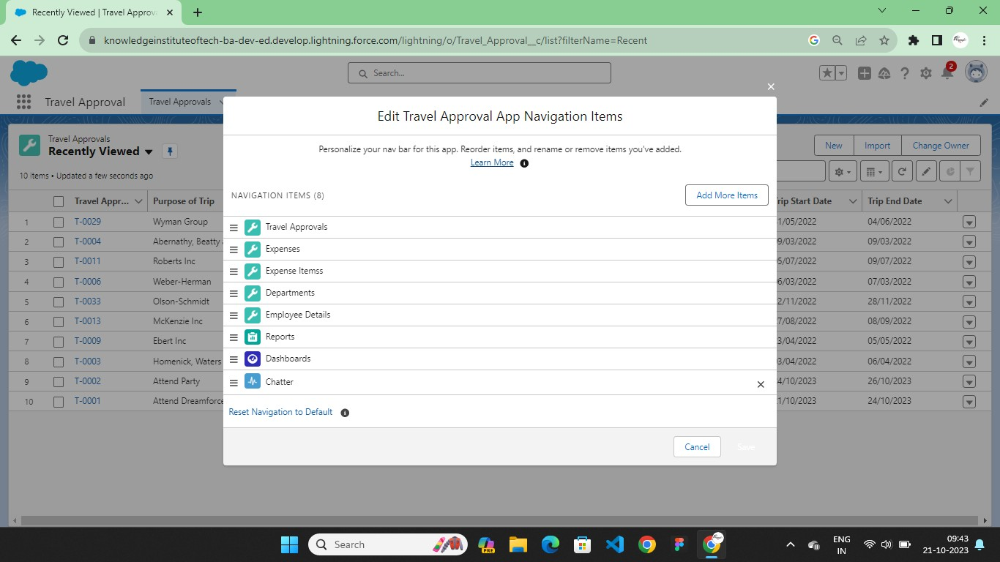 Recently Viewed | Travel Approva
knowledgeinstituteoftech-ba-dev-ed.develop.lightning.force.com/lightning/o/Travel_Approval__c/list?filterName=Recent
Search...
2
Travel Approval
Travel Approvals
Edit Travel Approval App Navigation Items
Personalize your nav bar for this app. Reorder items, and rename or remove items you've added.
Learn More
Travel Approvals
Recently Viewed
New
Import
Change Owner
10 items • Updated a few seconds ago
NAVIGATION ITEMS (8)
Add More Items
Travel Appr...
Purpose of Trip
Trip Start Date
Trip End Date
1 T-0029 Wyman Group 1/05/2022 04/06/2022
2 T-0004 Abernathy, Beatty 9/03/2022 09/03/2022
3 T-0011 Roberts Inc 5/07/2022 09/07/2022
4 T-0006 Weber-Herman 6/03/2022 07/03/2022
5 T-0033 Olson-Schmidt 2/11/2022 28/11/2022
6 T-0013 McKenzie Inc 7/08/2022 08/09/2022
7 T-0009 Ebert Inc 3/04/2022 05/05/2022
8 T-0003 Homenick, Waters 3/04/2022 06/04/2022
9 T-0002 Attend Party 4/10/2023 26/10/2023
10 T-0001 Attend Dreamforce 1/10/2023 24/10/2023
Travel Approvals
Expenses
Expense Itemss
Departments
Employee Details
Reports
Dashboards
Chatter
Reset Navigation to Default
Cancel
Save
Search
PRE
ENG
IN
09:43
21-10-2023